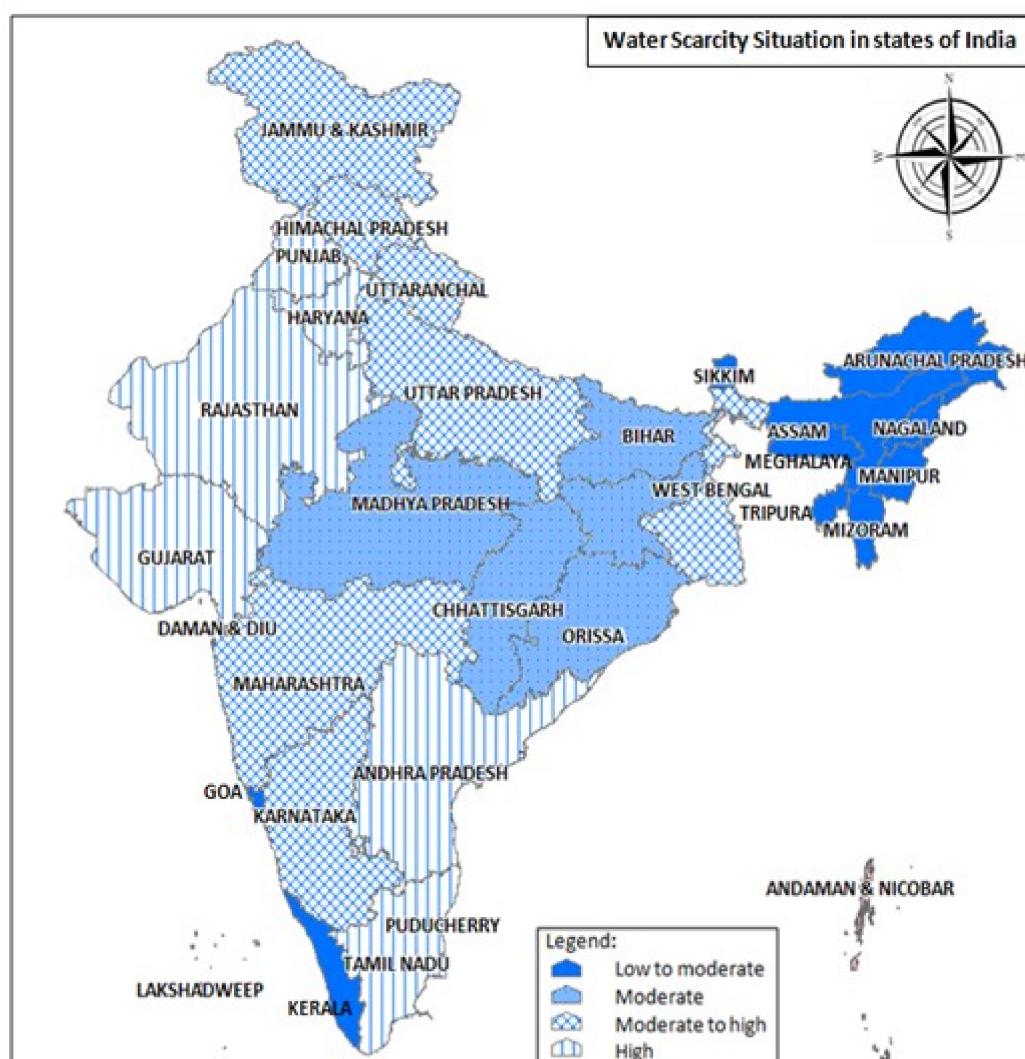 Water Scarcity Situation in states of India
N
W
S
JAMMU & KASHMIR
HIMACHAL PRADESH
PUNJAB
UTTARANCHAL
HARYANA
ARUNACHAL PRADESH
SIKKIM
UTTAR PRADESH
RAJASTHAN
BIHAR
ASSAM
NAGALAND
MEGHALAYA
MANIPUR
WEST BENGAL
MADHYA PRADESH
TRIPURA
MIZORAM
GUJARAT
CHHATTISGARH
DAMAN & DIU
ORISSA
MAHARASHTRA
ANDHRA PRADESH
GOA
KARNATAKA
ANDAMAN & NICOBAR
PUDUCHERRY
TAMIL NADU
LAKSHADWEEP
KERALA
Legend:
Low to moderate
Moderate
Moderate to high
High